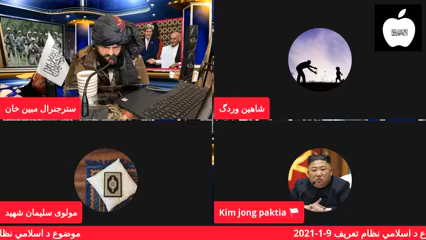 سترجنرال مبین خان
شاهین وردگ
مولوی سلیمان شهید
Kim jong paktia
موضوع د اسلامي نظا
ع د اسلامي نظام تعریف 9-1-2021